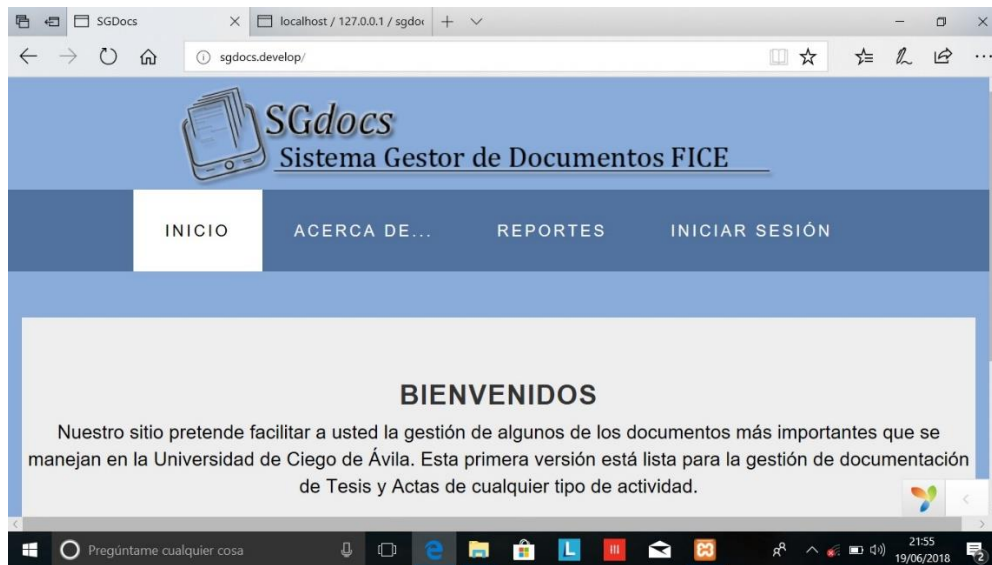 SGDocs
localhost / 127.0.0.1 / sgdoc
sgdocs.develop/
SGdocs
Sistema Gestor de Documentos FICE
INICIO ACERCA DE... REPORTES INICIAR SESIÓN
BIENVENIDOS
Nuestro sitio pretende facilitar a usted la gestión de algunos de los documentos más importantes que se
manejan en la Universidad de Ciego de Ávila. Esta primera versión está lista para la gestión de documentación
de Tesis y Actas de cualquier tipo de actividad.
Pregúntame cualquier cosa
L
21:55
19/06/2018
2